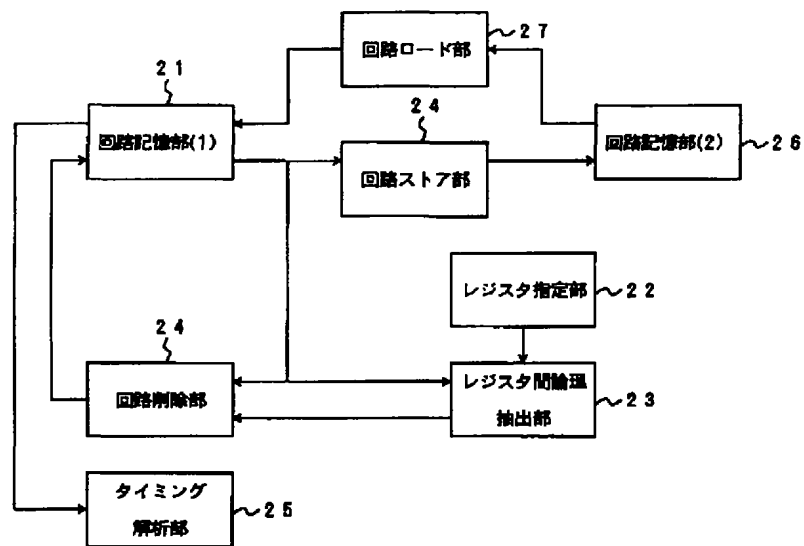 27
回路ロード部
21
24
回路記憶部(1)
回路記憶部(2)
26
回路ストア部
レジスタ指定部
22
24
回路削除部
レジスタ間論理
抽出部
23
タイミング
解析部
25